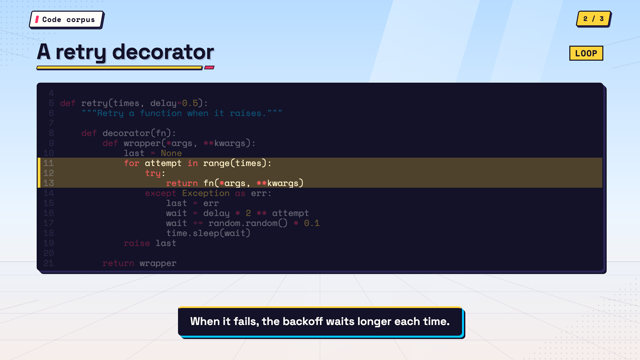 Code corpus
2 / 3
A retry decorator
LOOP
4
5 def retry(times, delay=0.5):
6     """Retry a function when it raises."""
7
8     def decorator(fn):
9         def wrapper(*args, **kwargs):
10             last = None
11             for attempt in range(times):
12                 try:
13                     return fn(*args, **kwargs)
14                 except Exception as err:
15                     last = err
16                     wait = delay * 2 ** attempt
17                     wait += random.random() * 0.1
18                     time.sleep(wait)
19             raise last
20
21         return wrapper
When it fails, the backoff waits longer each time.